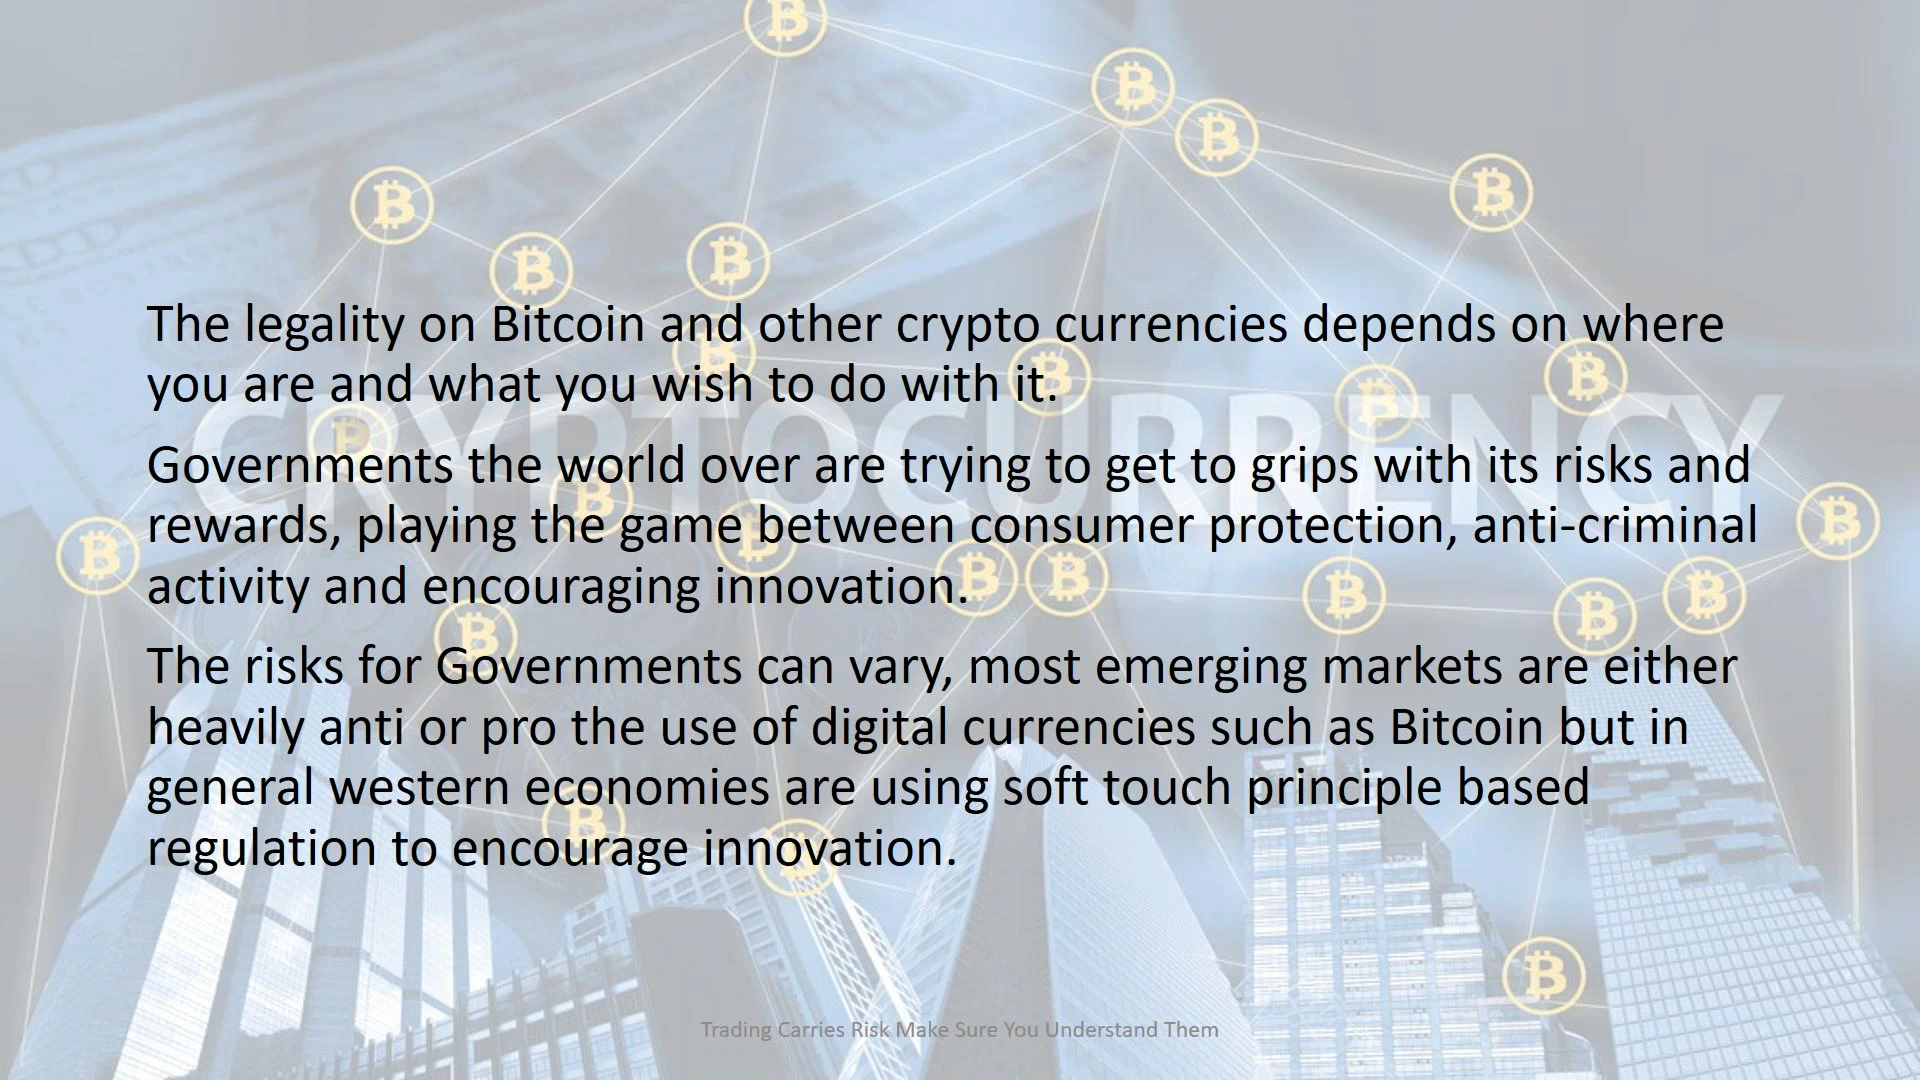 The legality on Bitcoin and other crypto currencies depends on where
you are and what you wish to do with it.
CRYPTOCURRENCY
Governments the world over are trying to get to grips with its risks and
rewards, playing the game between consumer protection, anti-criminal
activity and encouraging innovation.
The risks for Governments can vary, most emerging markets are either
heavily anti or pro the use of digital currencies such as Bitcoin but in
general western economies are using soft touch principle based
regulation to encourage innovation.
Trading Carries Risk Make Sure You Understand Them